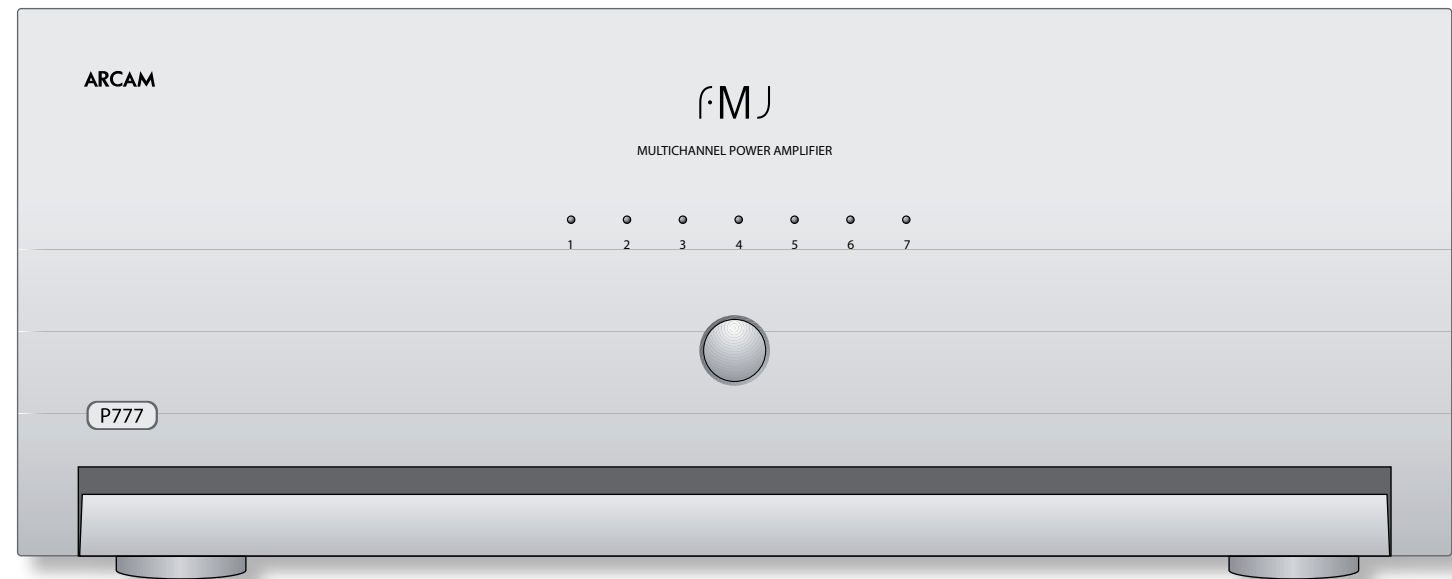 ARCAM
FMJ
MULTICHANNEL POWER AMPLIFIER
1 2 3 4 5 6 7
P777